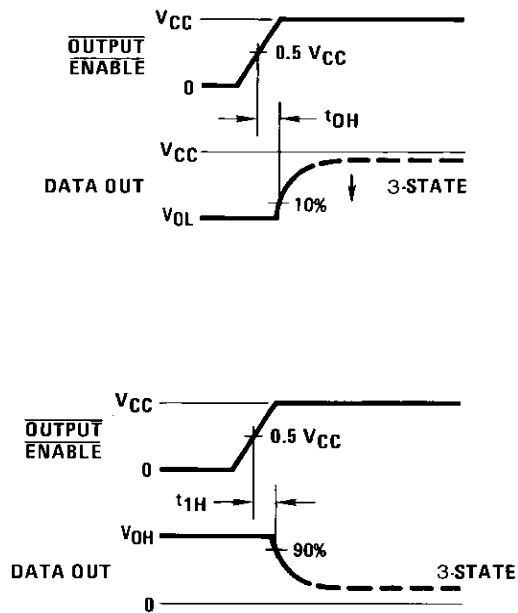 VCC
OUTPUT
ENABLE
0.5 VCC
0
t0H
VCC
DATA OUT
3-STATE
10%
VOL
VCC
OUTPUT
ENABLE
0.5 VCC
0
t1H
VOH
90%
DATA OUT
3-STATE
0